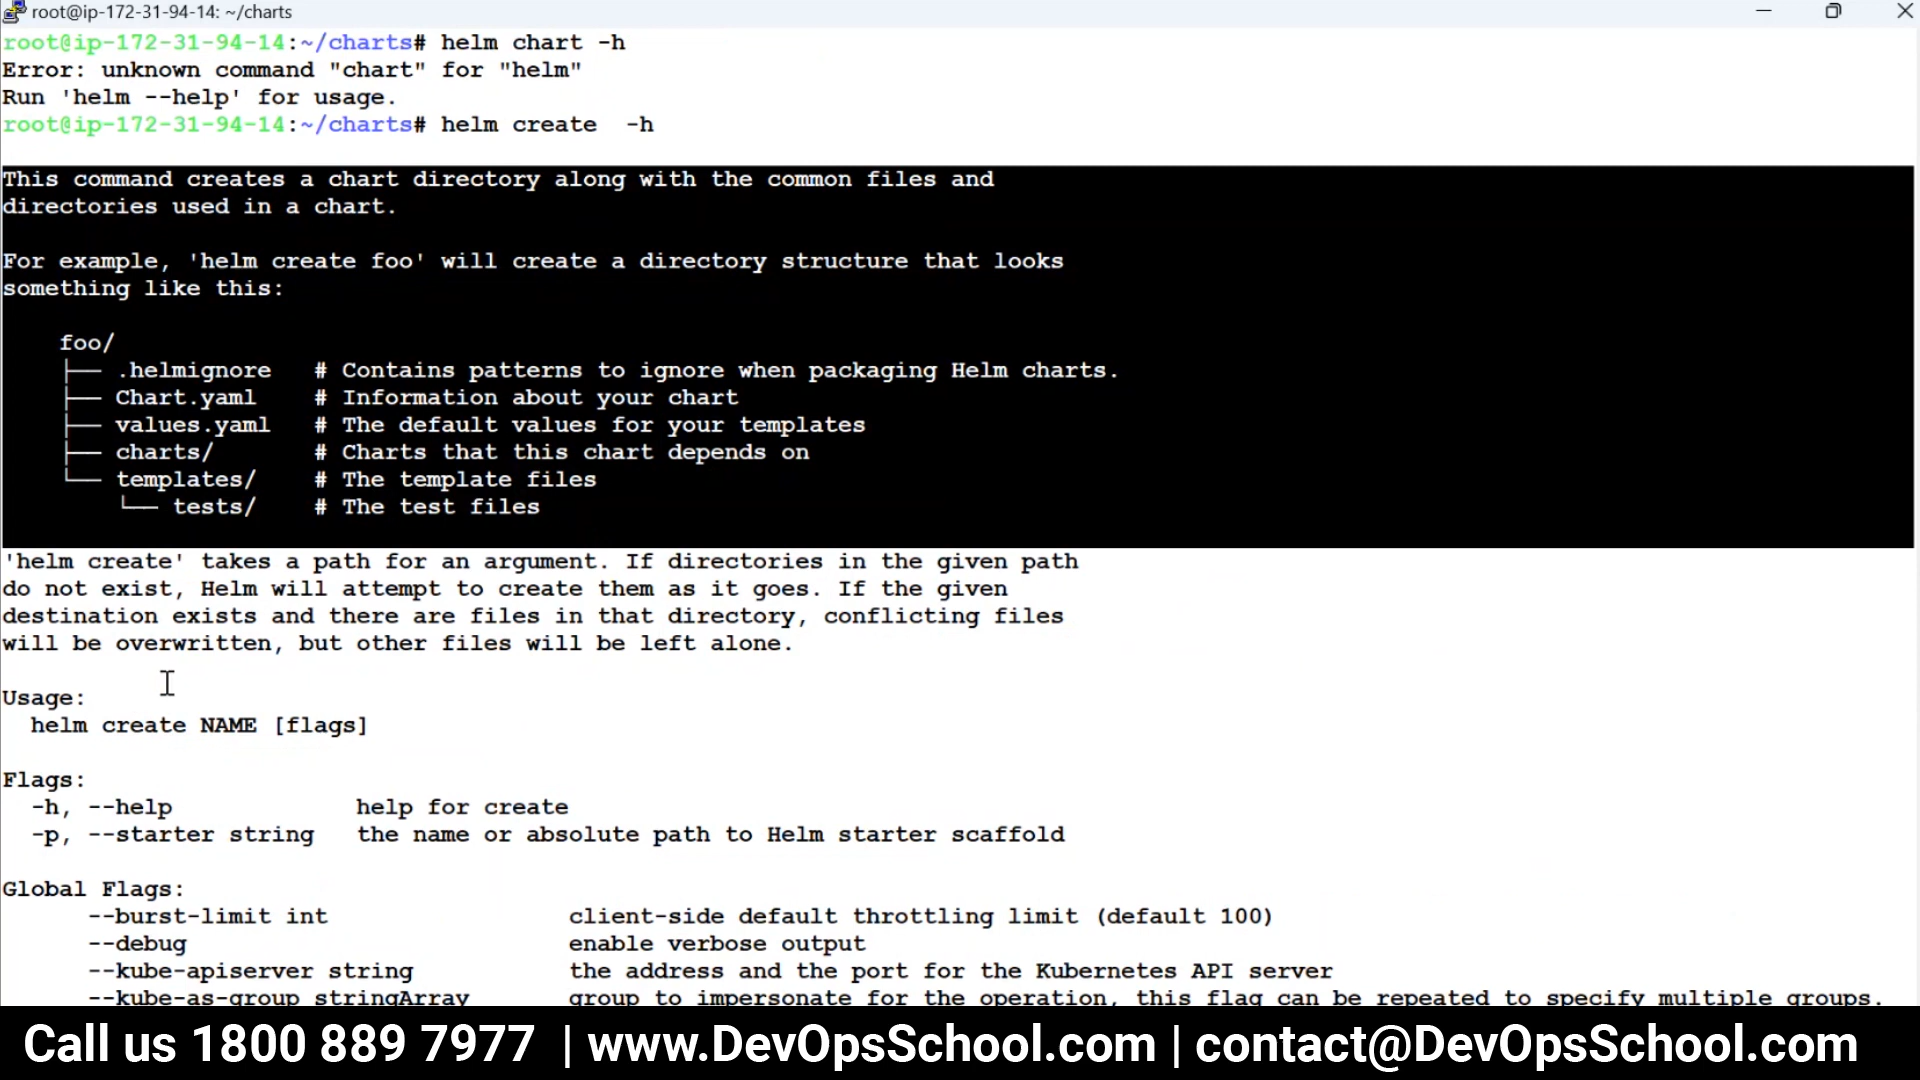 root@ip-172-31-94-14: ~/charts
root@ip-172-31-94-14:~/charts# helm chart -h
Error: unknown command "chart" for "helm"
Run 'helm --help' for usage.
root@ip-172-31-94-14:~/charts# helm create  -h
This command creates a chart directory along with the common files and
directories used in a chart.
For example, 'helm create foo' will create a directory structure that looks
something like this:
    foo/
    ├── .helmignore   # Contains patterns to ignore when packaging Helm charts.
    ├── Chart.yaml    # Information about your chart
    ├── values.yaml   # The default values for your templates
    ├── charts/       # Charts that this chart depends on
    └── templates/    # The template files
        └── tests/    # The test files
'helm create' takes a path for an argument. If directories in the given path
do not exist, Helm will attempt to create them as it goes. If the given
destination exists and there are files in that directory, conflicting files
will be overwritten, but other files will be left alone.
Usage:
  helm create NAME [flags]
Flags:
  -h, --help             help for create
  -p, --starter string   the name or absolute path to Helm starter scaffold
Global Flags:
      --burst-limit int                 client-side default throttling limit (default 100)
      --debug                           enable verbose output
      --kube-apiserver string           the address and the port for the Kubernetes API server
      --kube-as-group stringArray       group to impersonate for the operation, this flag can be repeated to specify multiple groups.
Call us 1800 889 7977 | www.DevOpsSchool.com | contact@DevOpsSchool.com